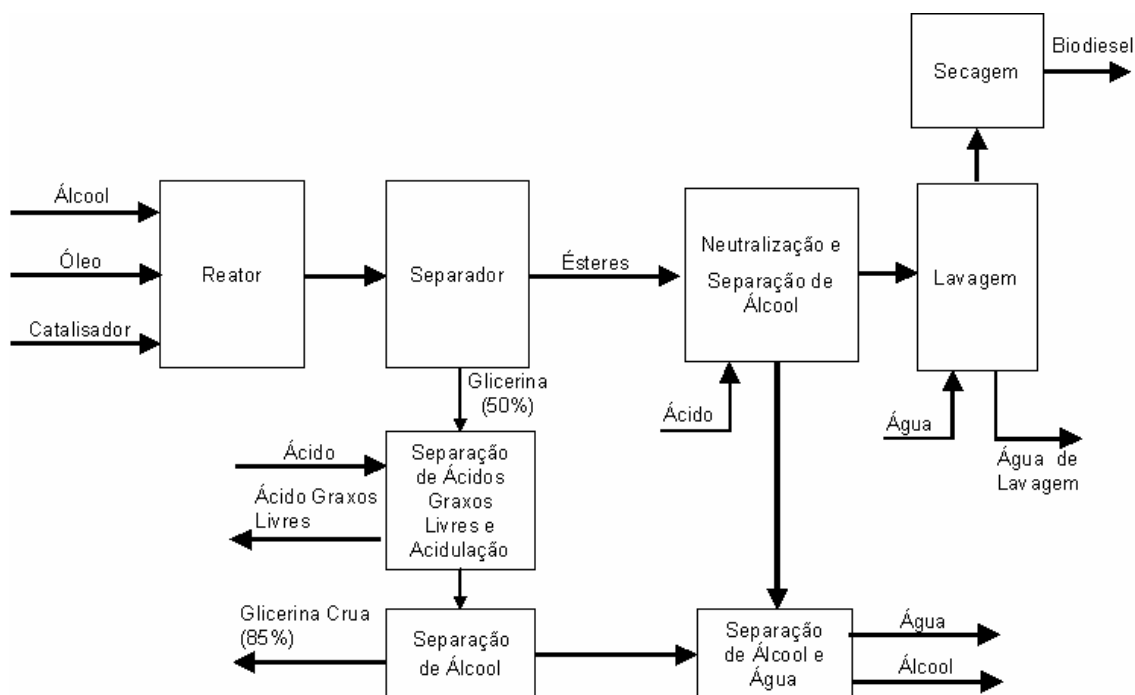 Biodiesel
Secagem
Álcool
Óleo
Catalisador
Reator
Separador
Ésteres
Neutralização e
Separação de
Álcool
Lavagem
Glicerina
(50%)
Ácido
Água
Água de
Lavagem
Ácido
Ácido Graxos
Livres
Separação
de Ácidos
Graxos
Livres e
Acidulação
Glicerina Crua
(85%)
Separação
de Álcool
Separação
de Álcool e
Água
Água
Álcool